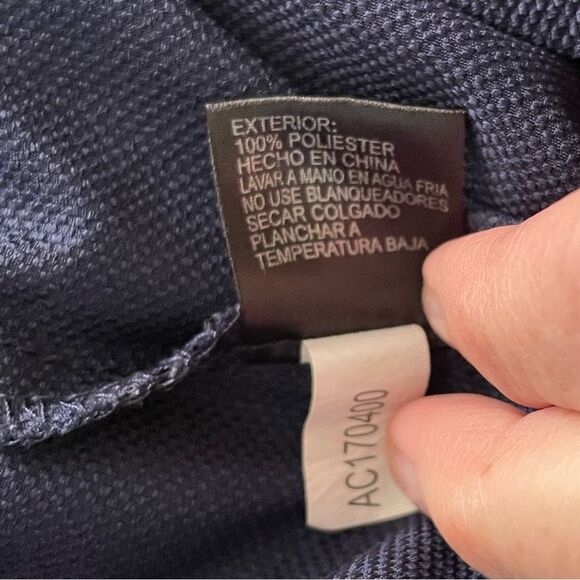 EXTERIOR:
100% POLIESTER
HECHO EN CHINA
LAVAR A MANO EN AGUA FRIA
NO USE BLANQUEADORES
SECAR COLGADO
PLANCHAR A
TEMPERATURA BAJA
AC170400